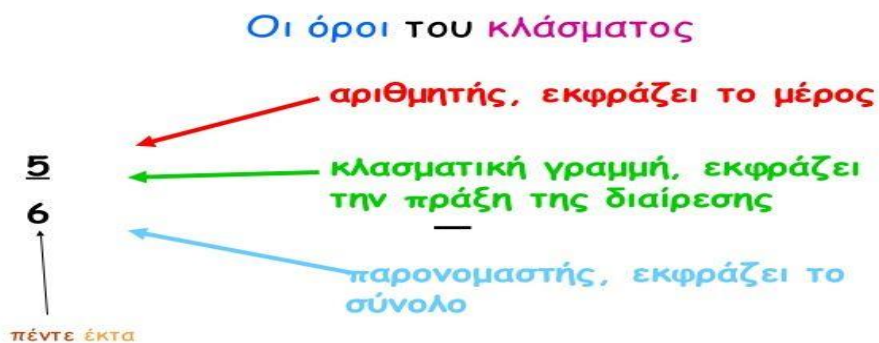 Οι όροι του κλάσματος
αριθμητής, εκφράζει το μέρος
5
κλασματική γραμμή, εκφράζει
την πράξη της διαίρεσης
6
παρονομαστής, εκφράζει το
σύνολο
πέντε έκτα